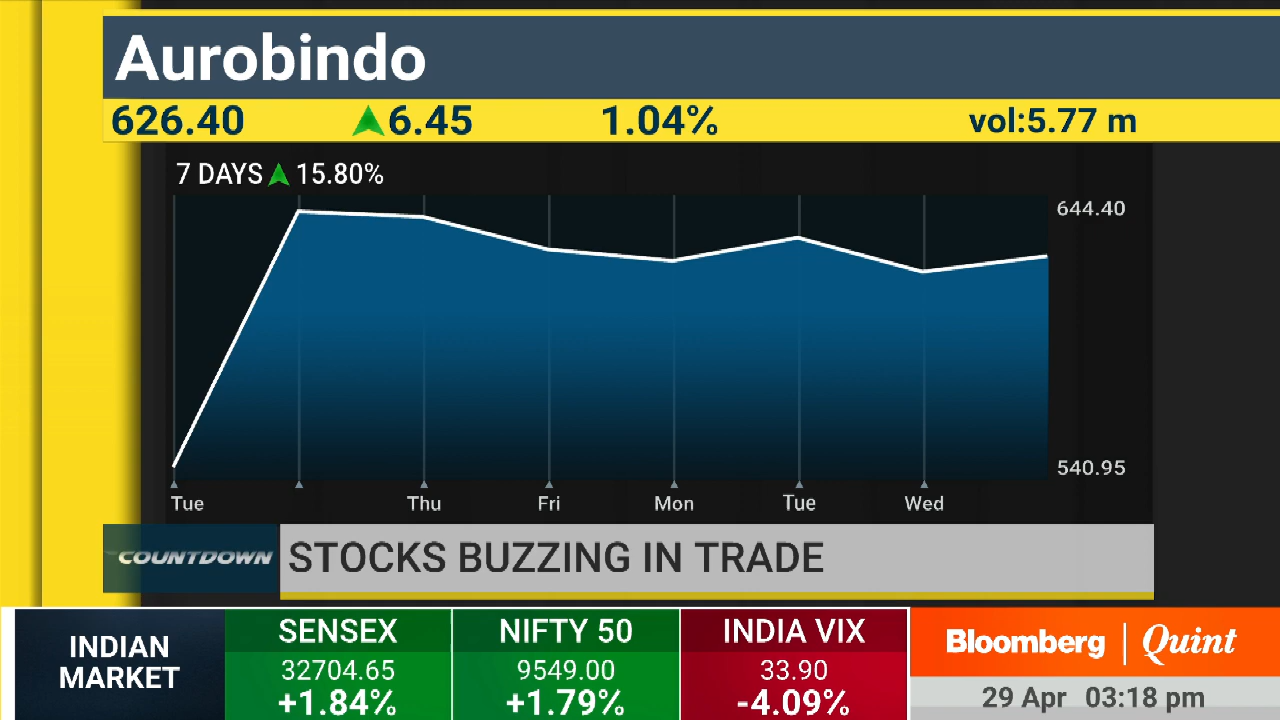 Aurobindo
626.40 6.45 1.04% vol:5.77 m
7 DAYS 15.80%
644.40
540.95
Tue Thu Fri Mon Tue Wed
COUNTDOWN STOCKS BUZZING IN TRADE
INDIAN MARKET
SENSEX
32704.65
+1.84%
NIFTY 50
9549.00
+1.79%
INDIA VIX
33.90
-4.09%
Bloomberg | Quint
29 Apr 03:18 pm